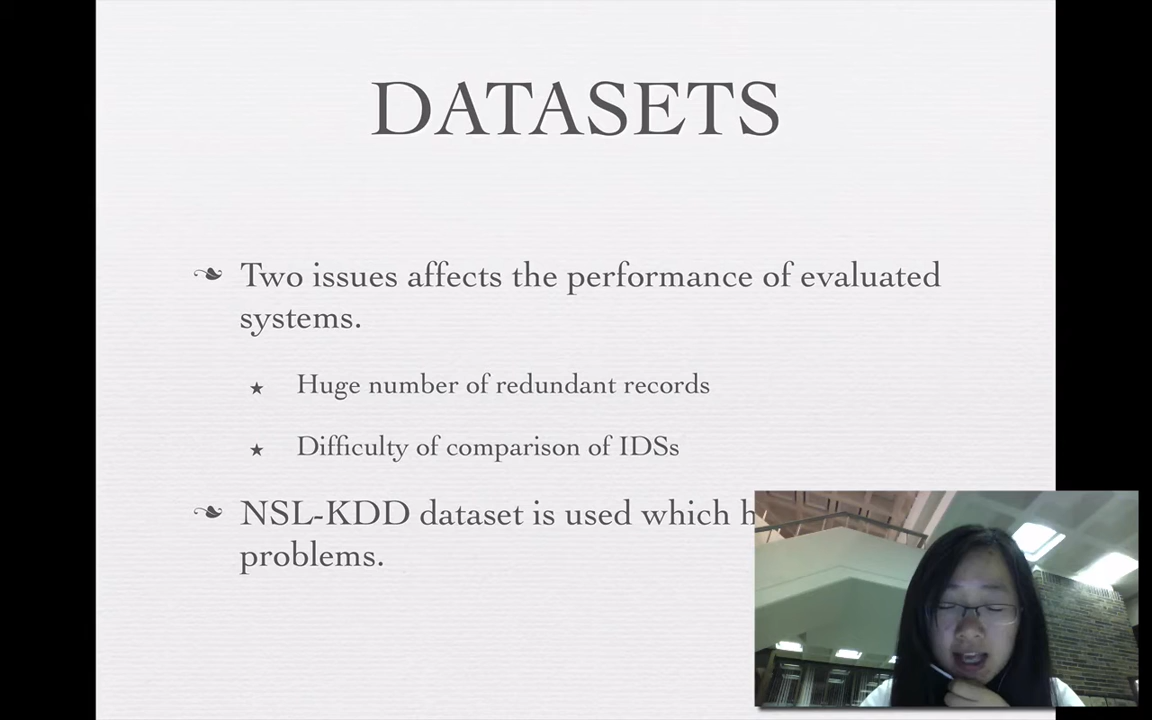 DATASETS
Two issues affects the performance of evaluated
systems.
Huge number of redundant records
Difficulty of comparison of IDSs
NSL-KDD dataset is used which
problems.